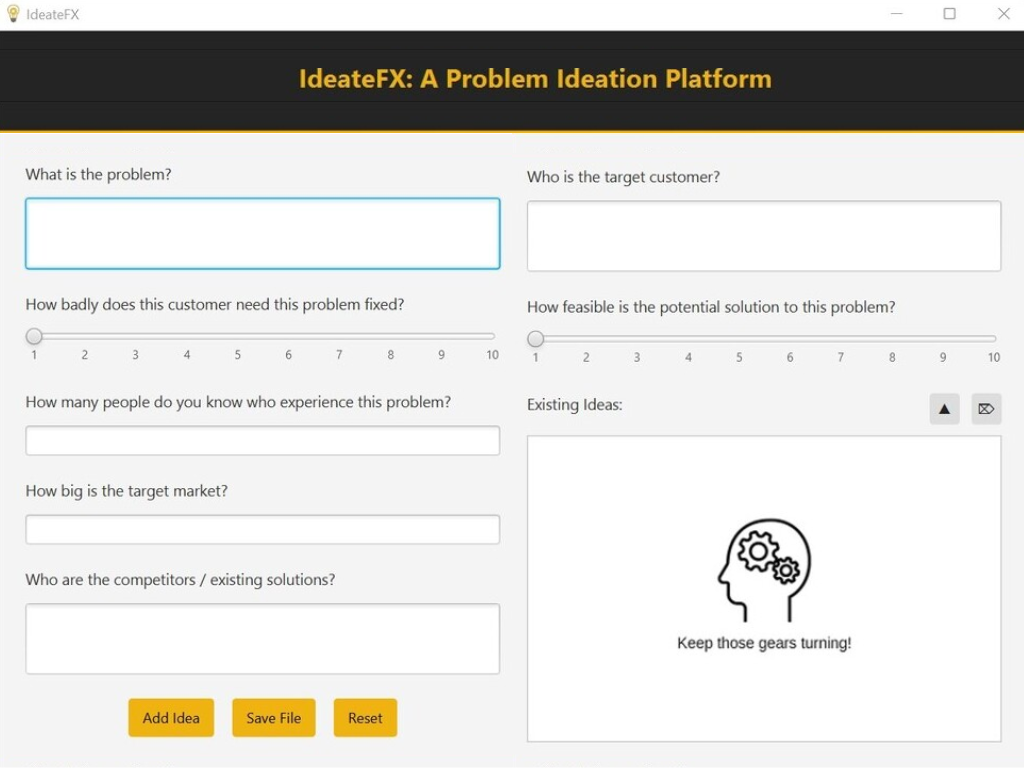 IdeateFX
IdeateFX: A Problem Ideation Platform
What is the problem?
Who is the target customer?
How badly does this customer need this problem fixed?
1 2 3 4 5 6 7 8 9 10
How feasible is the potential solution to this problem?
1 2 3 4 5 6 7 8 9 10
How many people do you know who experience this problem?
Existing Ideas:
How big is the target market?
Who are the competitors / existing solutions?
Keep those gears turning!
Add Idea
Save File
Reset